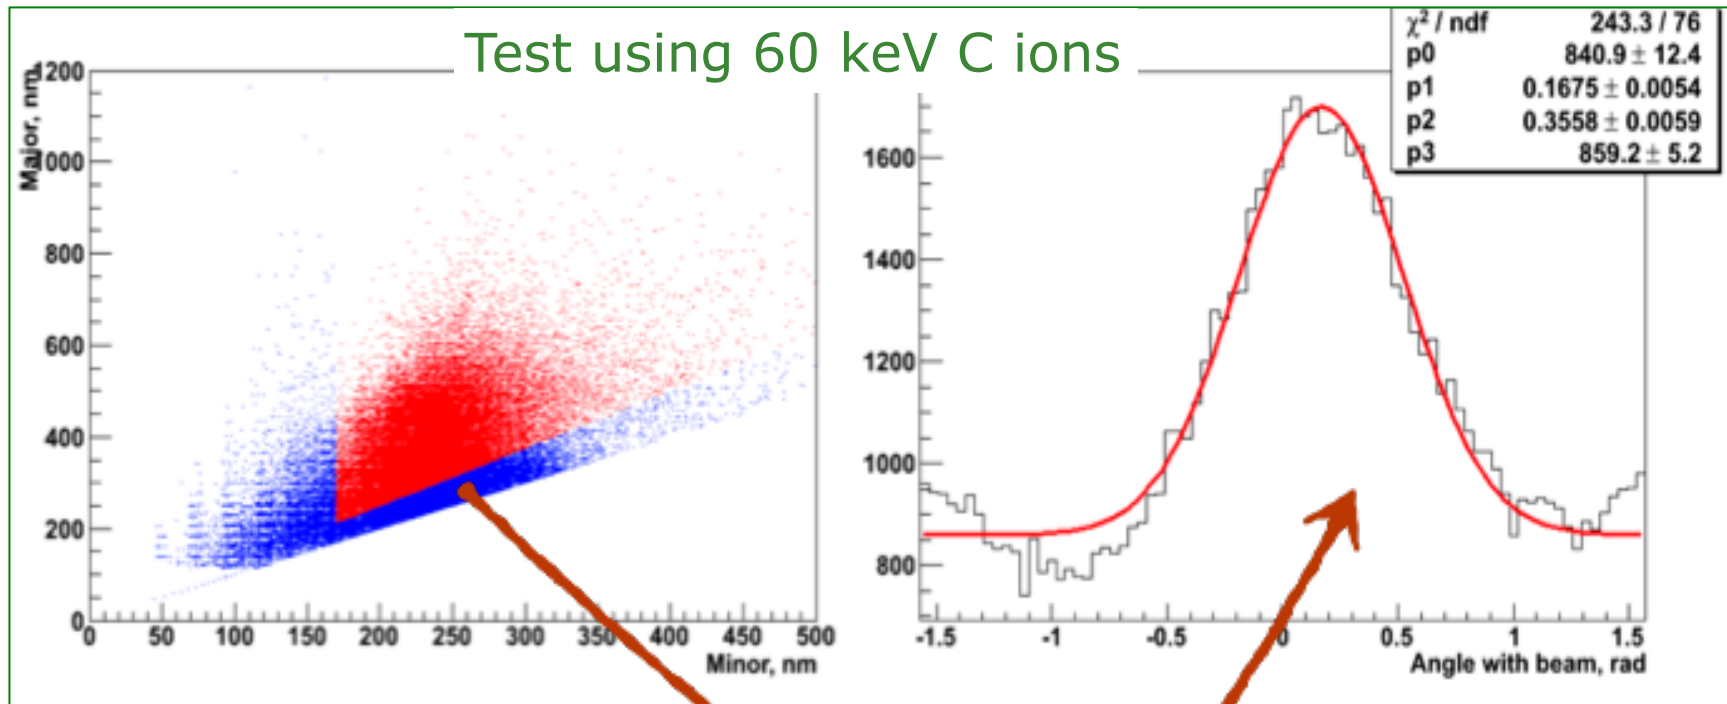 Test using 60 keV C ions
Major, nm
1200
1000
800
600
400
200
0
0 50 100 150 200 250 300 350 400 450 500
Minor, nm
χ² / ndf 243.3 / 76
p0 840.9 ± 12.4
p1 0.1675 ± 0.0054
p2 0.3558 ± 0.0059
p3 859.2 ± 5.2
1600
1400
1200
1000
800
-1.5 -1 -0.5 0 0.5 1 1.5
Angle with beam, rad